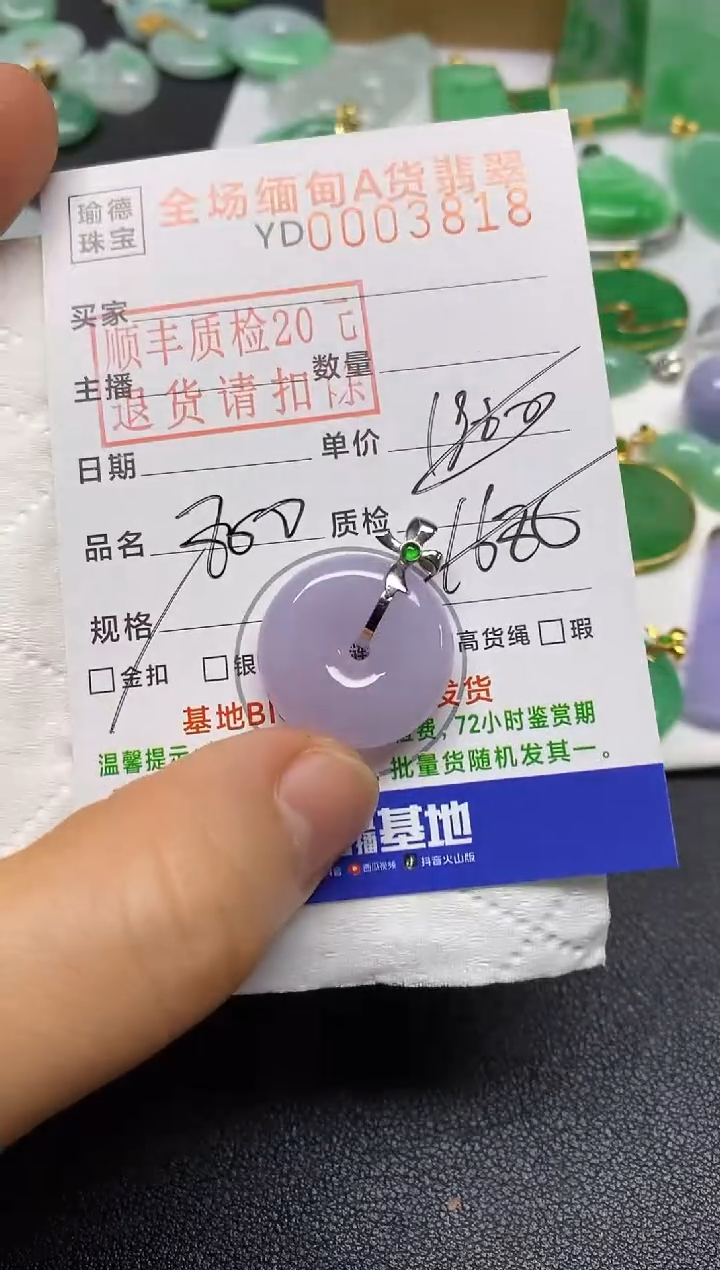 瑜德
珠宝
全场缅甸A货翡翠
YD0003818
买家
顺丰质检20元
主播
数量
退货请扣除
日期
单价
品名
质检
1686
规格
金扣
银
高货绳
瑕
基地
发货
温馨提示
费，72小时鉴赏期
批量货随机发其一。
播基地
西瓜视频
抖音火山版